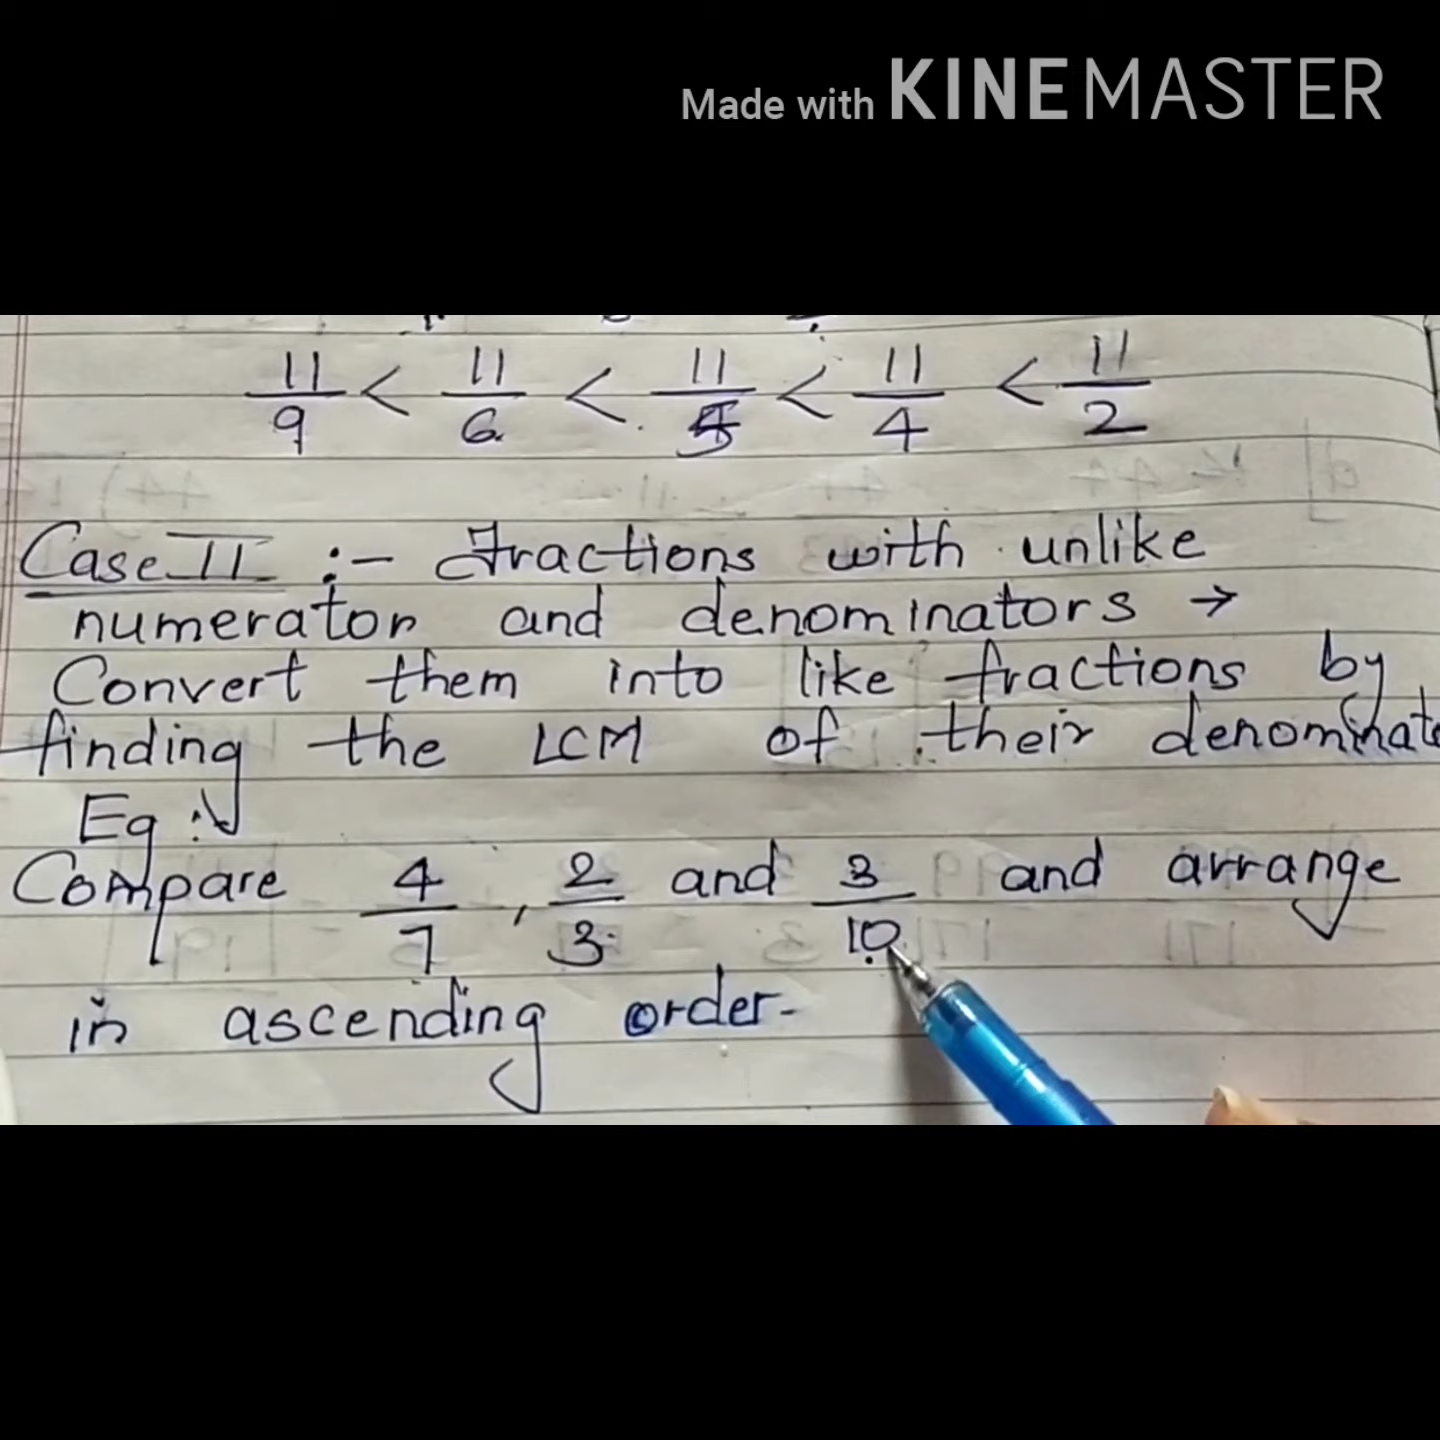 Made with KINEMASTER
11/9 < 11/6 < 11/5 < 11/4 < 11/2
Case II :- Fractions with unlike
numerator and denominators →
Convert them into like fractions by
finding the LCM of their denominato
Eg :
Compare 4/7 , 2/3 and 3/10 and arrange
in ascending order-